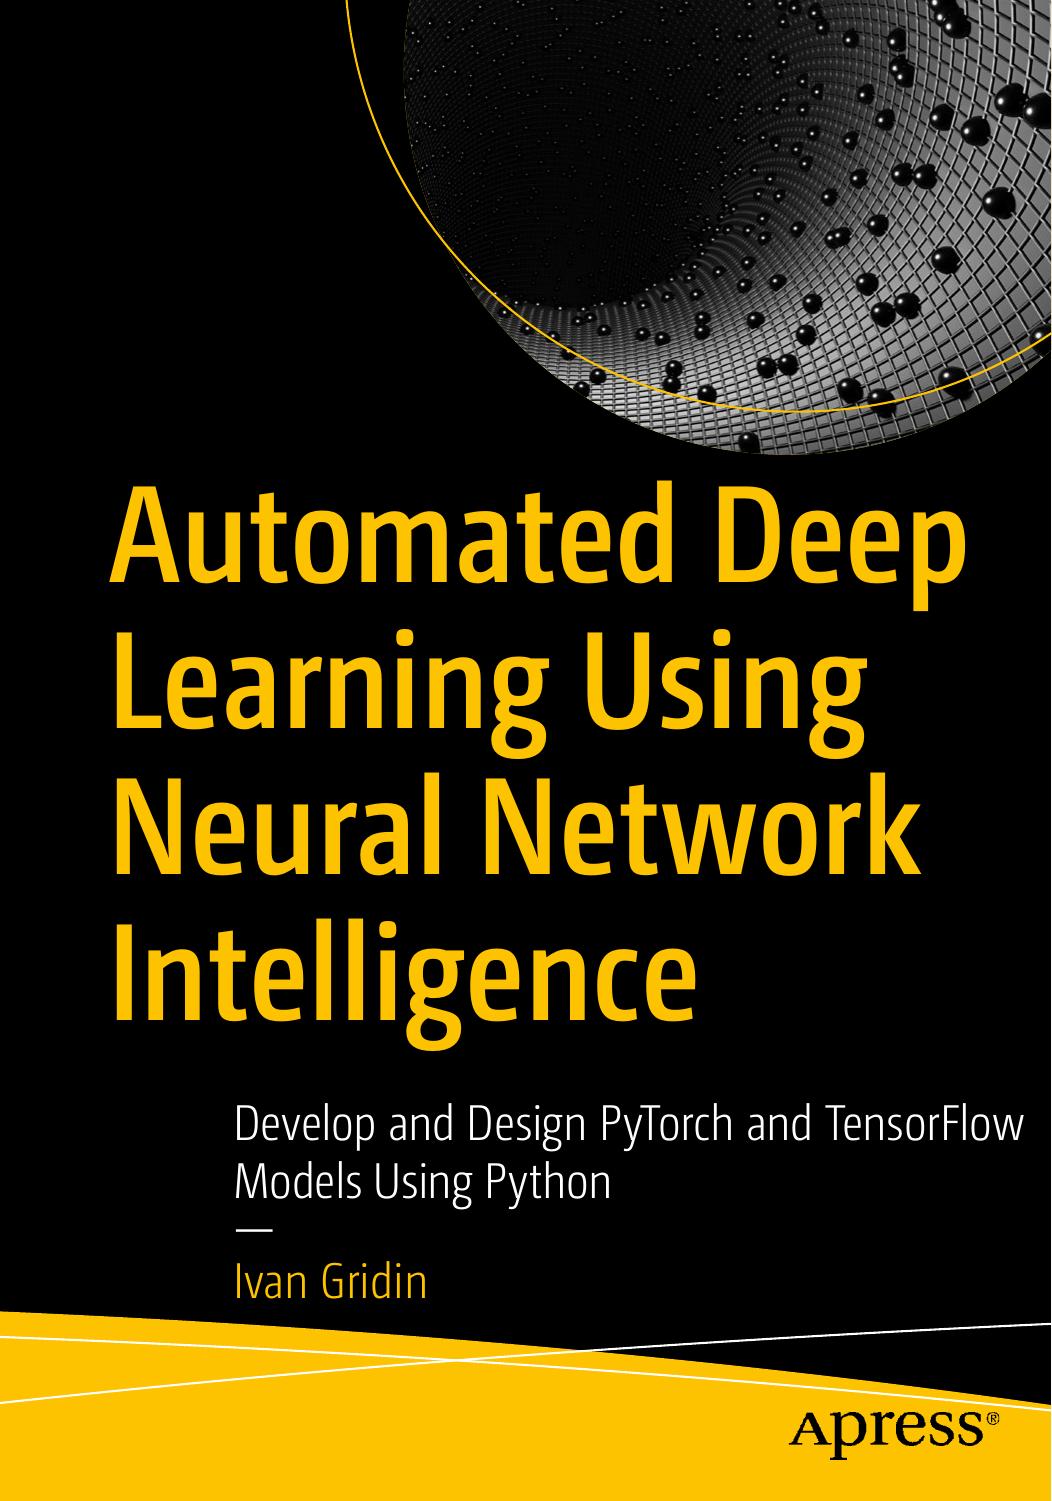 Automated Deep
Learning Using
Neural Network
Intelligence
Develop and Design PyTorch and TensorFlow
Models Using Python
—
Ivan Gridin
Apress®